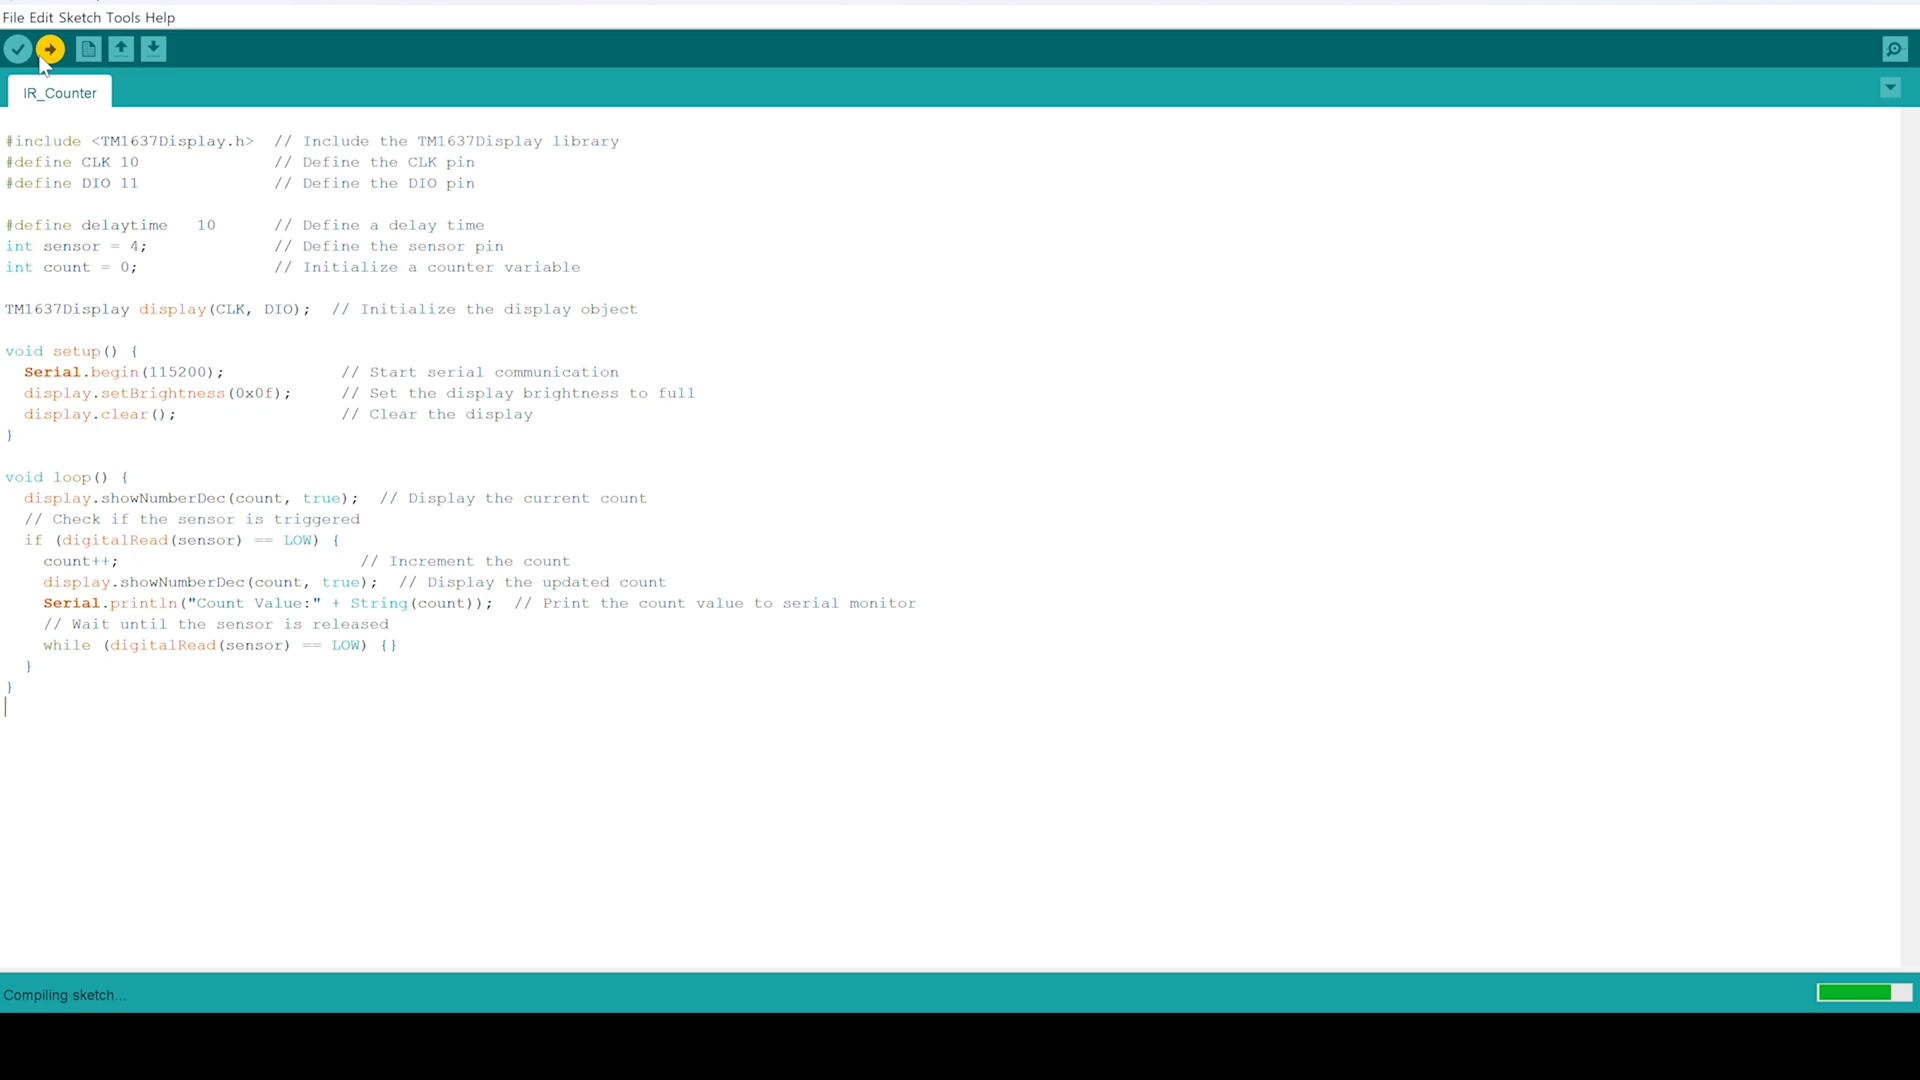 File Edit Sketch Tools Help
IR_Counter
#include <TM1637Display.h>  // Include the TM1637Display library
#define CLK 10              // Define the CLK pin
#define DIO 11              // Define the DIO pin
#define delaytime   10      // Define a delay time
int sensor = 4;             // Define the sensor pin
int count = 0;              // Initialize a counter variable
TM1637Display display(CLK, DIO);  // Initialize the display object
void setup() {
  Serial.begin(115200);            // Start serial communication
  display.setBrightness(0x0f);     // Set the display brightness to full
  display.clear();                 // Clear the display
}
void loop() {
  display.showNumberDec(count, true);  // Display the current count
  // Check if the sensor is triggered
  if (digitalRead(sensor) == LOW) {
    count++;                         // Increment the count
    display.showNumberDec(count, true);  // Display the updated count
    Serial.println("Count Value:" + String(count));  // Print the count value to serial monitor
    // Wait until the sensor is released
    while (digitalRead(sensor) == LOW) {}
  }
}
Compiling sketch...